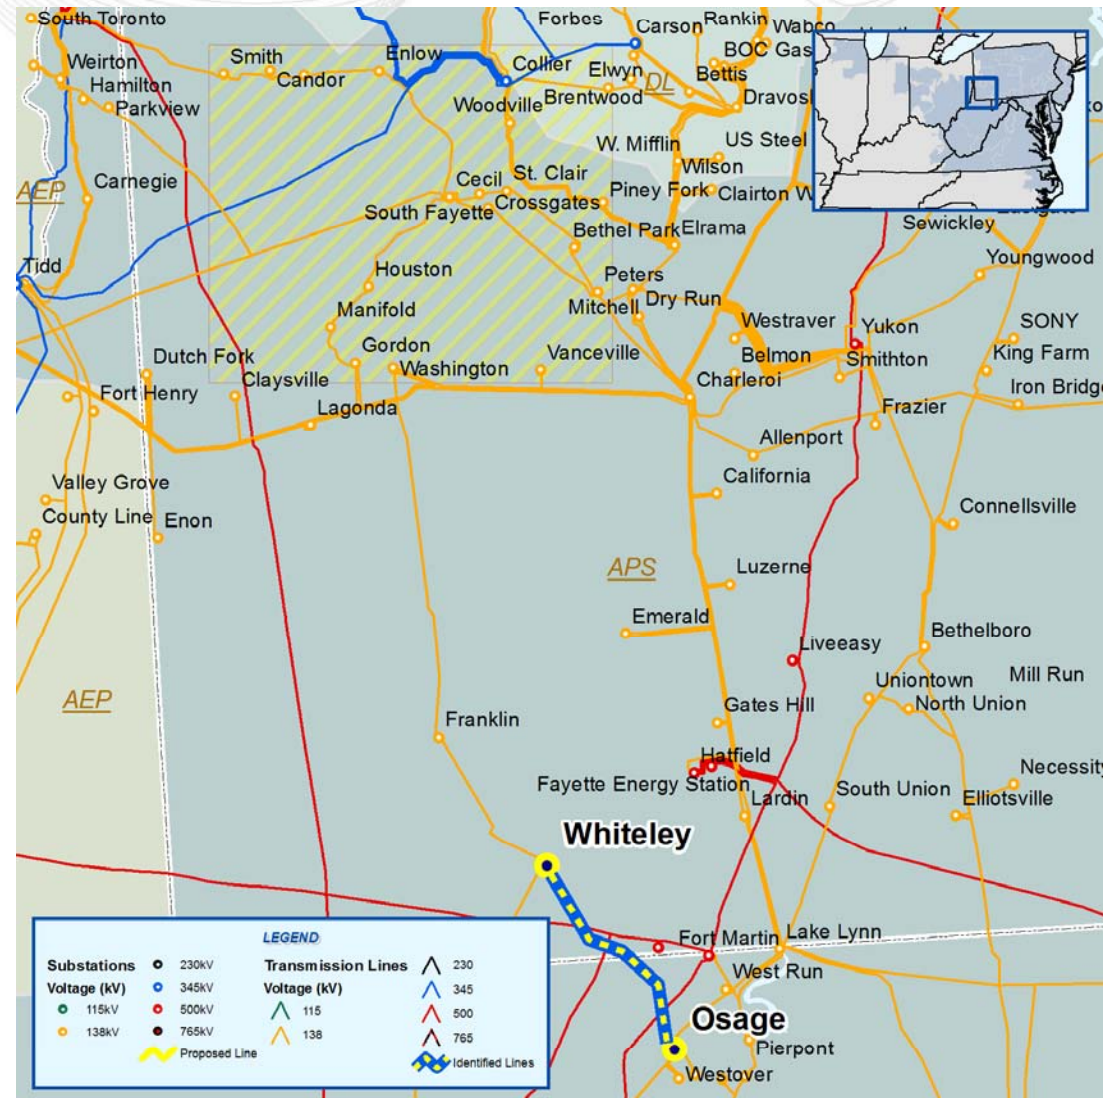 South Toronto
Forbes
Carson
Rankin
Wabco
Weirton
Smith
Enlow
Collier
BOC Gas
Hamilton
Candor
Elwyn
DL
Bettis
Parkview
Woodville
Brentwood
Dravos
W. Mifflin
US Steel
AEP
Carnegie
Cecil
St. Clair
Wilson
South Fayette
Crossgates
Piney Fork
Clairton W
Bethel Park
Elrama
Sewickley
Tidd
Houston
Peters
Youngwood
Manifold
Mitchell
Dry Run
Westraver
Yukon
SONY
Dutch Fork
Gordon
Vanceville
Belmon
Smithton
King Farm
Fort Henry
Claysville
Washington
Charleroi
Iron Bridge
Lagonda
Frazier
Allenport
Valley Grove
California
County Line
Enon
Connellsville
APS
Luzerne
Emerald
Bethelboro
Liveeasy
AEP
Uniontown
Mill Run
Franklin
Gates Hill
North Union
Hatfield
Necessity
Fayette Energy Station
Lardin
South Union
Elliotsville
Whiteley
Fort Martin
Lake Lynn
West Run
Osage
Pierpont
Westover
LEGEND
Substations
Voltage (kV)
115kV
138kV
230kV
345kV
500kV
765kV
Proposed Line
Transmission Lines
Voltage (kV)
115
138
230
345
500
765
Identified Lines